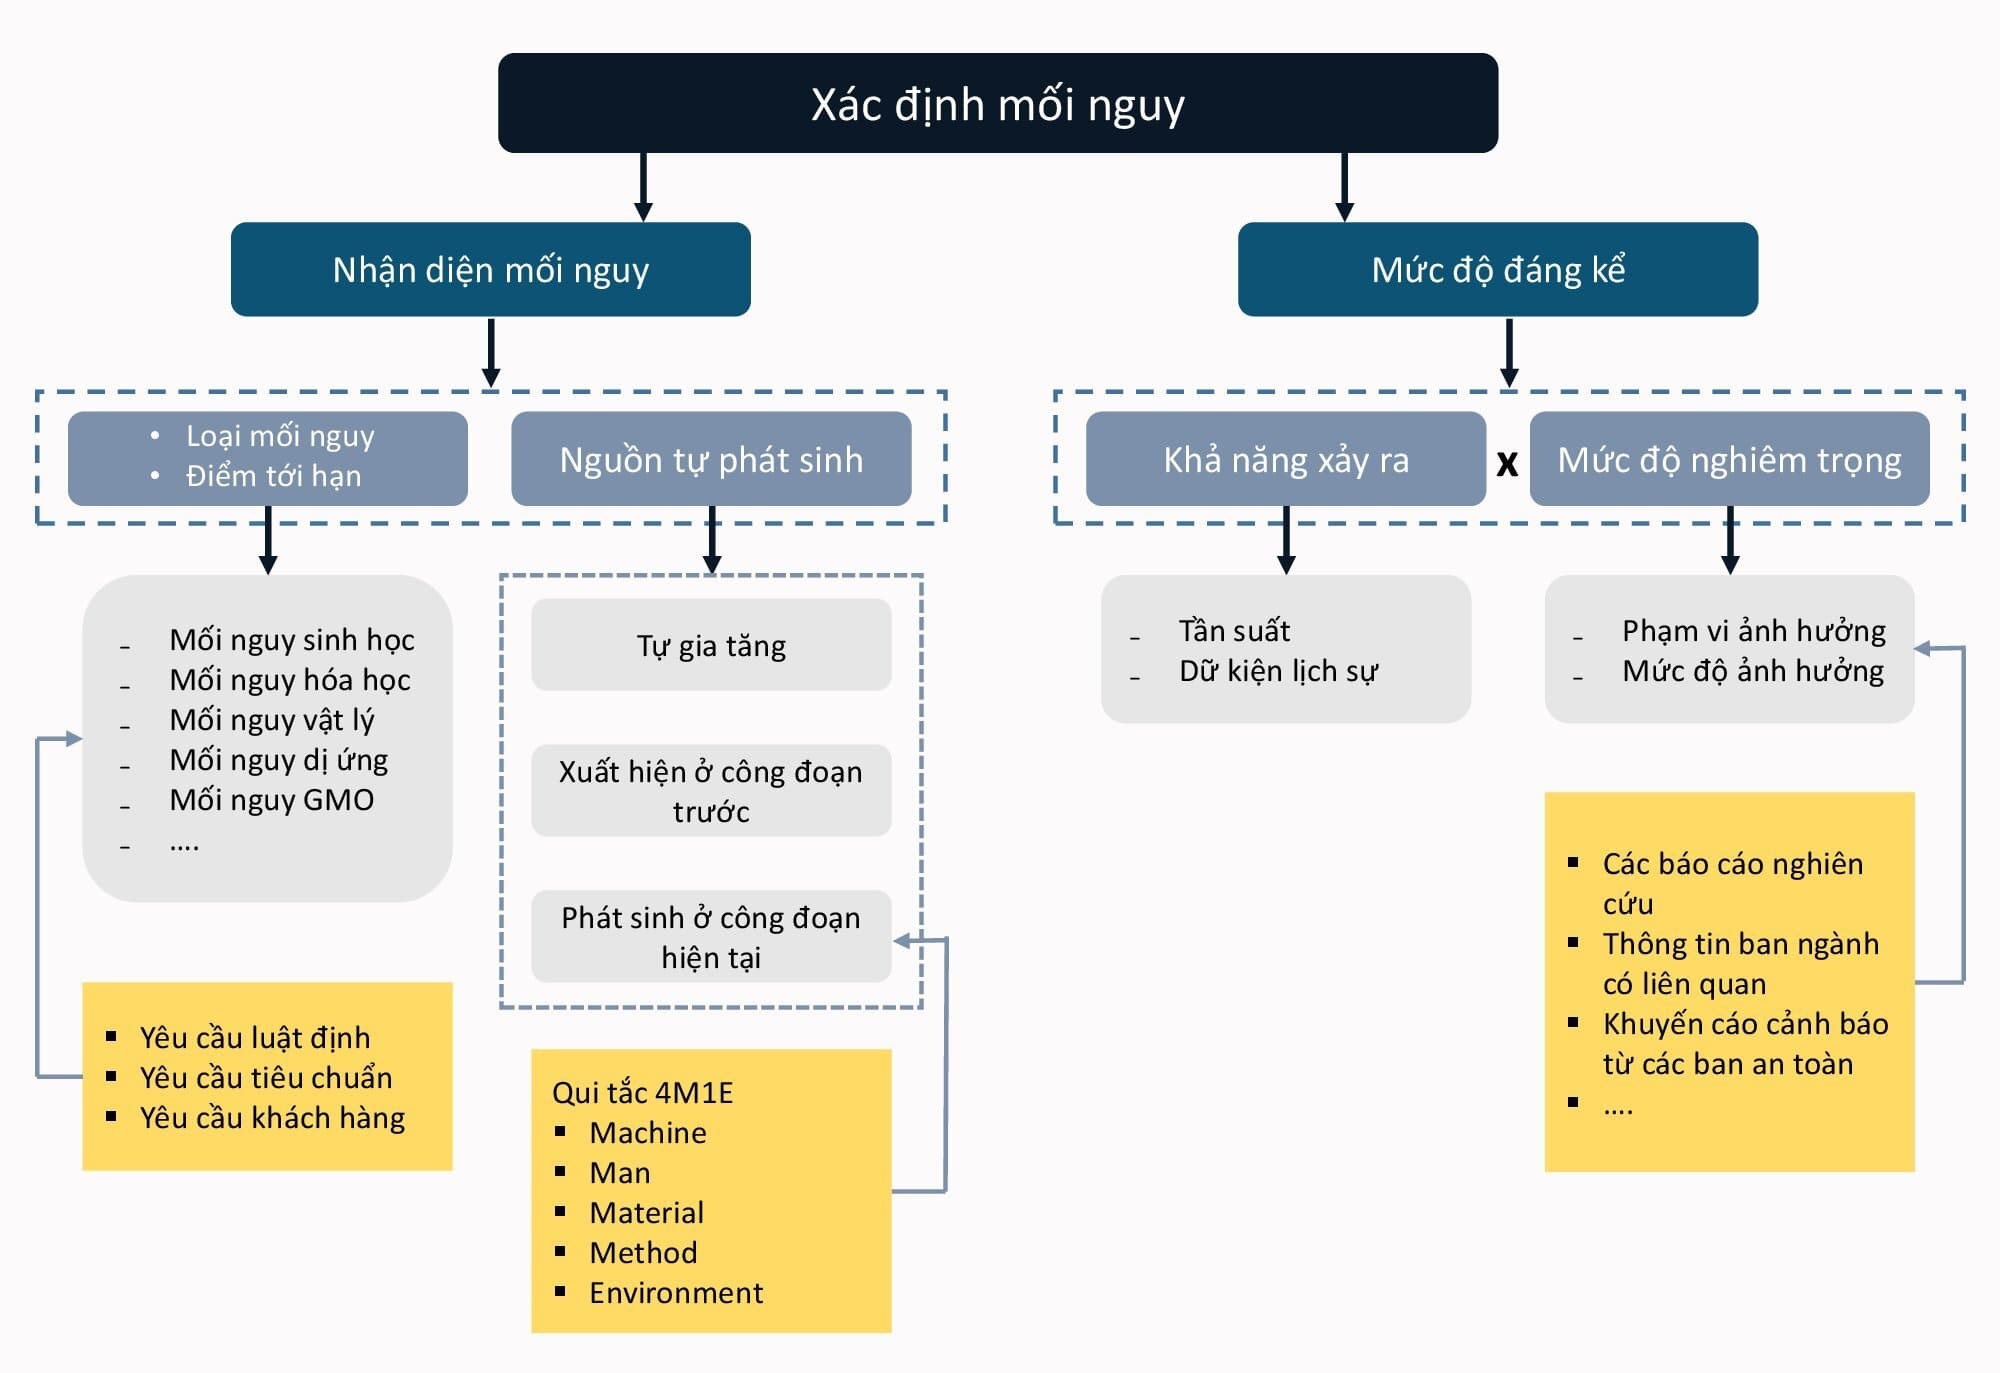 Xác định mối nguy
Nhận diện mối nguy
Mức độ đáng kể
• Loại mối nguy
• Điểm tới hạn
Nguồn tự phát sinh
Khả năng xảy ra
x
Mức độ nghiêm trọng
- Mối nguy sinh học
- Mối nguy hóa học
- Mối nguy vật lý
- Mối nguy dị ứng
- Mối nguy GMO
- ....
Tự gia tăng
Xuất hiện ở công đoạn
trước
Phát sinh ở công đoạn
hiện tại
- Tần suất
- Dữ kiện lịch sự
- Phạm vi ảnh hưởng
- Mức độ ảnh hưởng
▪ Yêu cầu luật định
▪ Yêu cầu tiêu chuẩn
▪ Yêu cầu khách hàng
Qui tắc 4M1E
▪ Machine
▪ Man
▪ Material
▪ Method
▪ Environment
▪ Các báo cáo nghiên
cứu
▪ Thông tin ban ngành
có liên quan
▪ Khuyến cáo cảnh báo
từ các ban an toàn
▪ ....